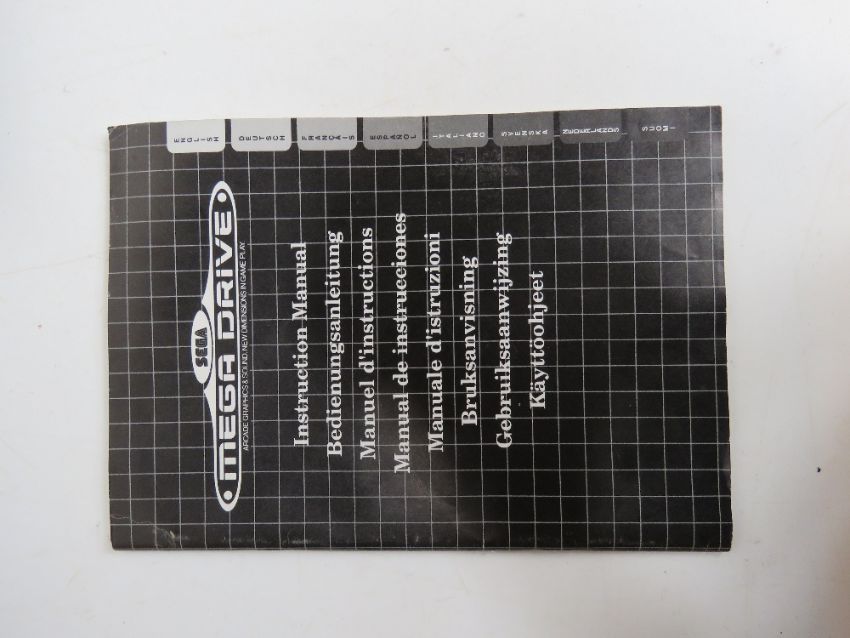 SEGA
MEGA DRIVE
ARCADE GRAPHICS & SOUND. NEW DIMENSIONS IN GAME PLAY.
Instruction Manual
Bedienungsanleitung
Manuel d'instructions
Manual de instrucciones
Manuale d'istruzioni
Bruksanvisning
Gebruiksaanwijzing
Käyttöohjeet
ENGLISH
DEUTSCH
FRANÇAIS
ESPAÑOL
ITALIANO
SVENSKA
NEDERLANDS
SUOMI